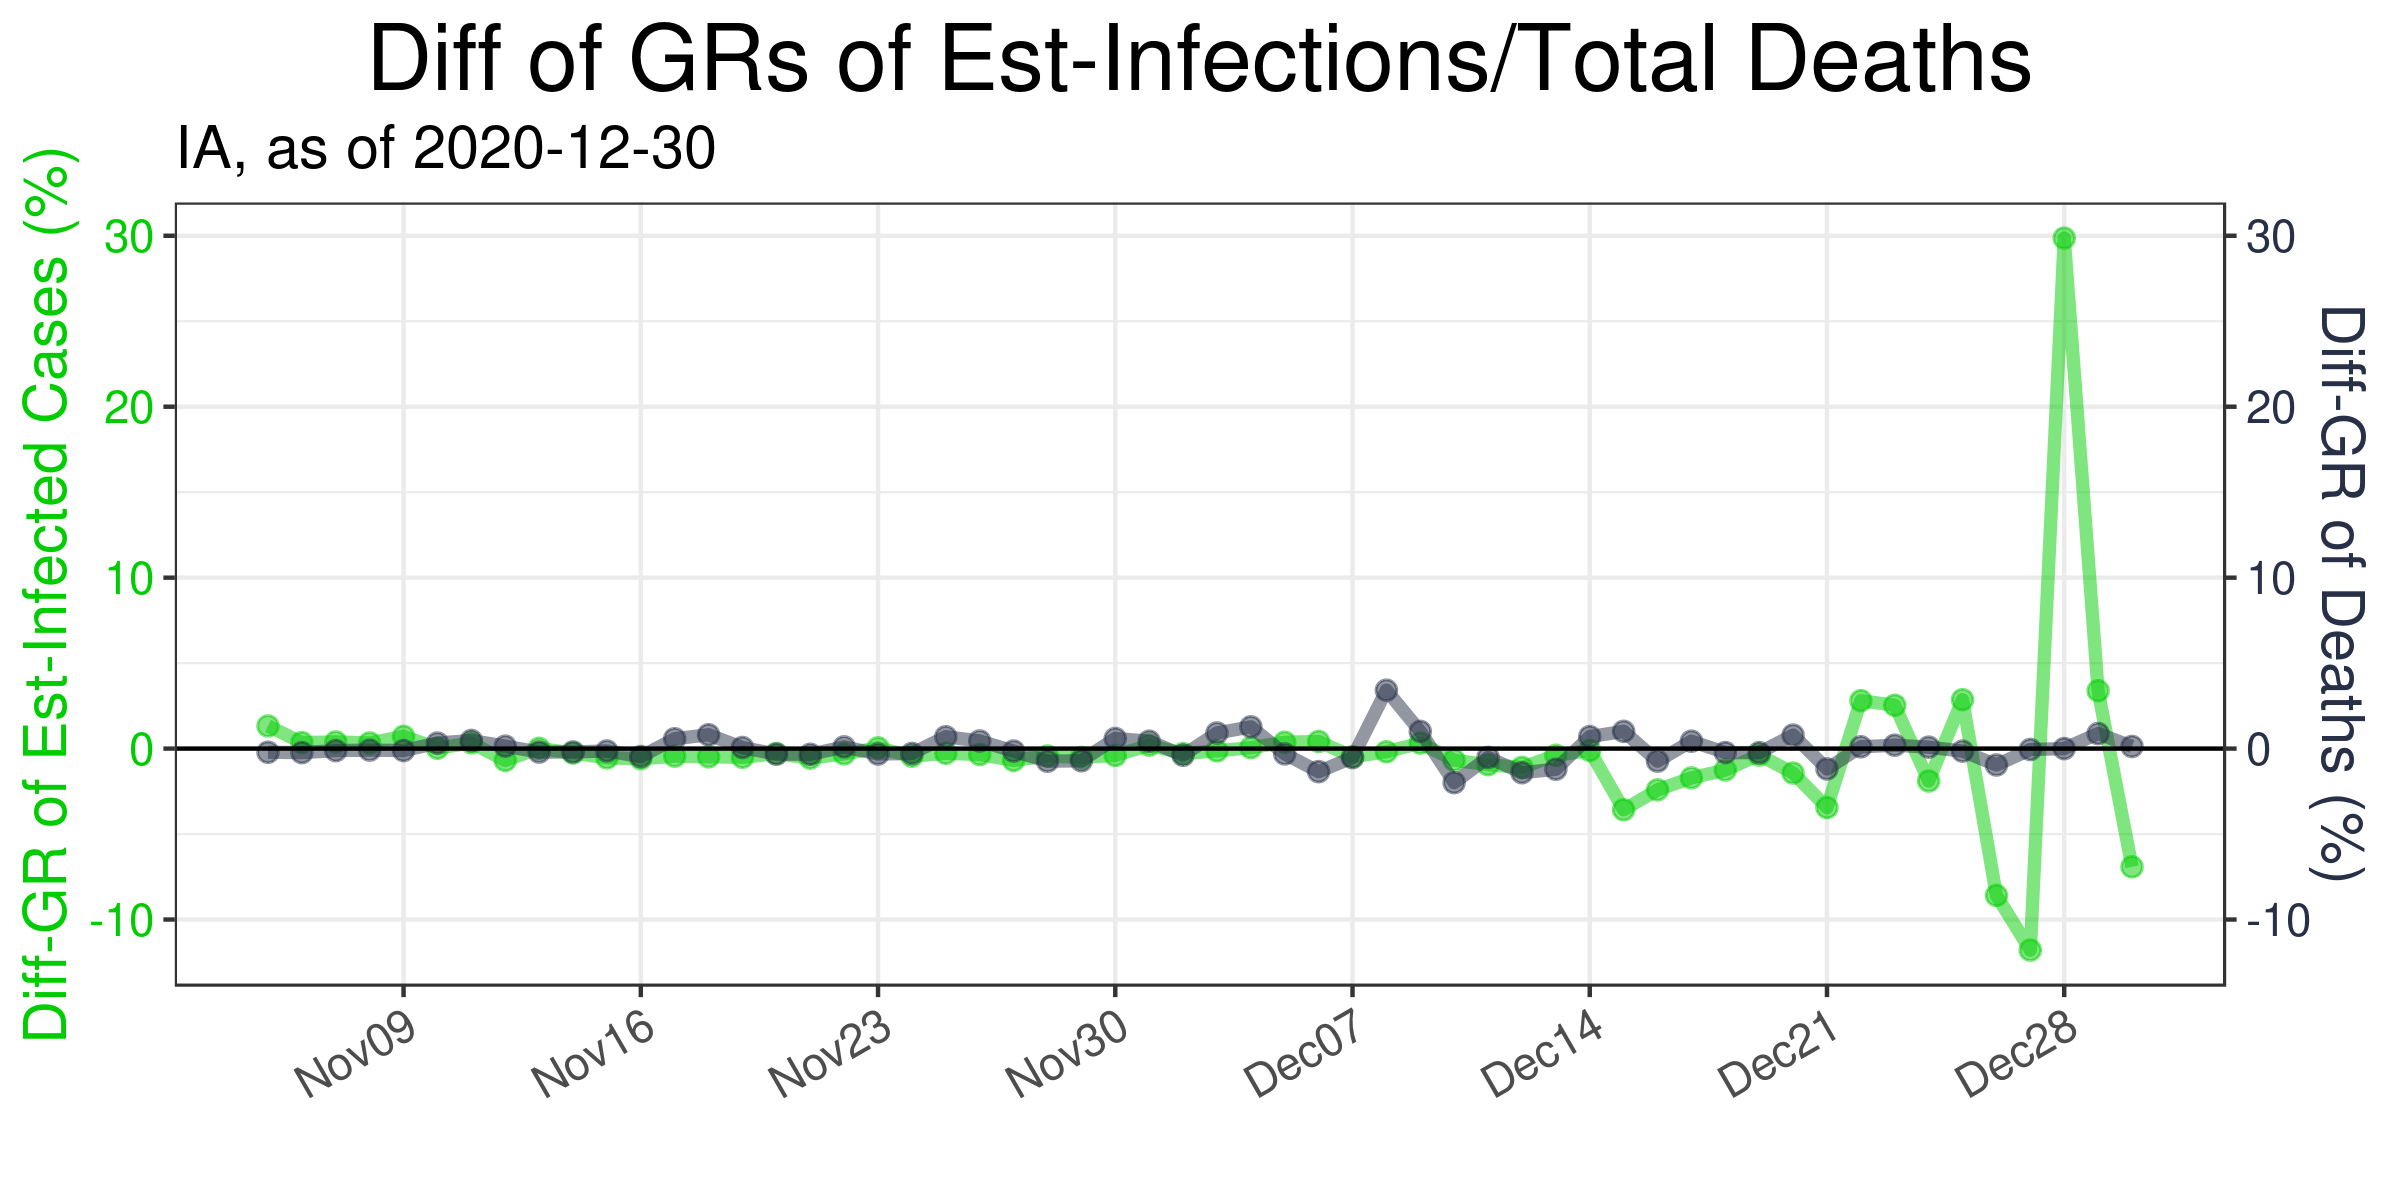 Diff of GRs of Est-Infections/Total Deaths
IA, as of 2020-12-30
Diff-GR of Est-Infected Cases (%)
30
20
10
0
-10
30
20
10
0
-10
Diff-GR of Deaths (%)
Nov09
Nov16
Nov23
Nov30
Dec07
Dec14
Dec21
Dec28